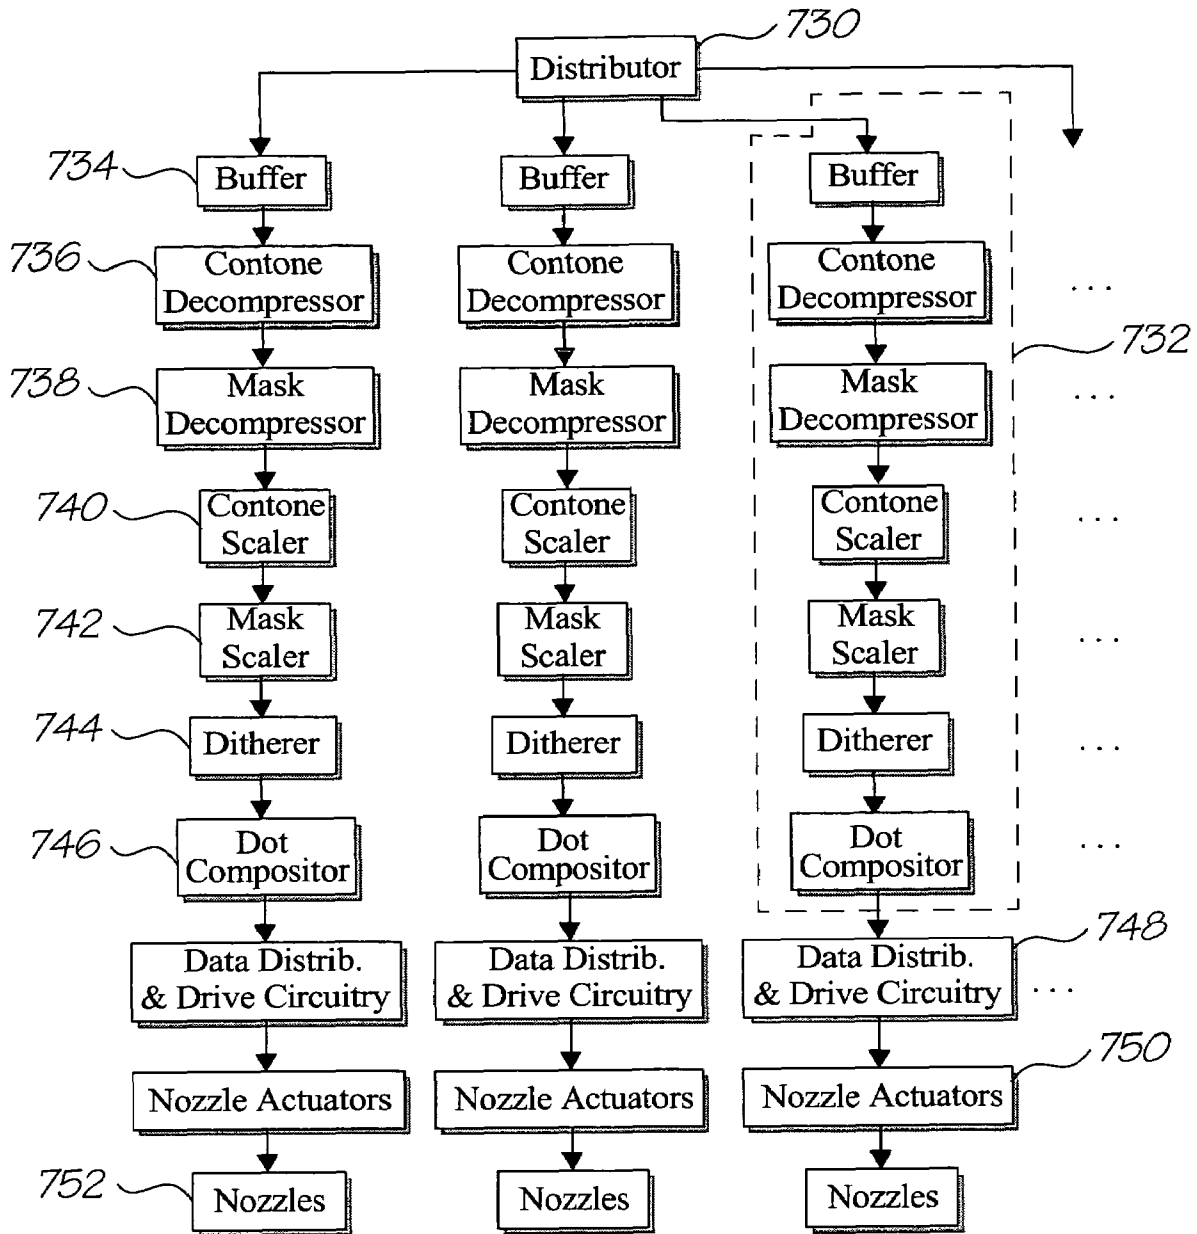 730
Distributor
734
Buffer
Buffer
Buffer
736
Contone
Decompressor
Contone
Decompressor
Contone
Decompressor
...
732
738
Mask
Decompressor
Mask
Decompressor
Mask
Decompressor
...
740
Contone
Scaler
Contone
Scaler
Contone
Scaler
...
742
Mask
Scaler
Mask
Scaler
Mask
Scaler
...
744
Ditherer
Ditherer
Ditherer
...
746
Dot
Compositor
Dot
Compositor
Dot
Compositor
...
Data Distrib.
& Drive Circuitry
Data Distrib.
& Drive Circuitry
Data Distrib.
& Drive Circuitry
748
...
Nozzle Actuators
Nozzle Actuators
Nozzle Actuators
750
752
Nozzles
Nozzles
Nozzles